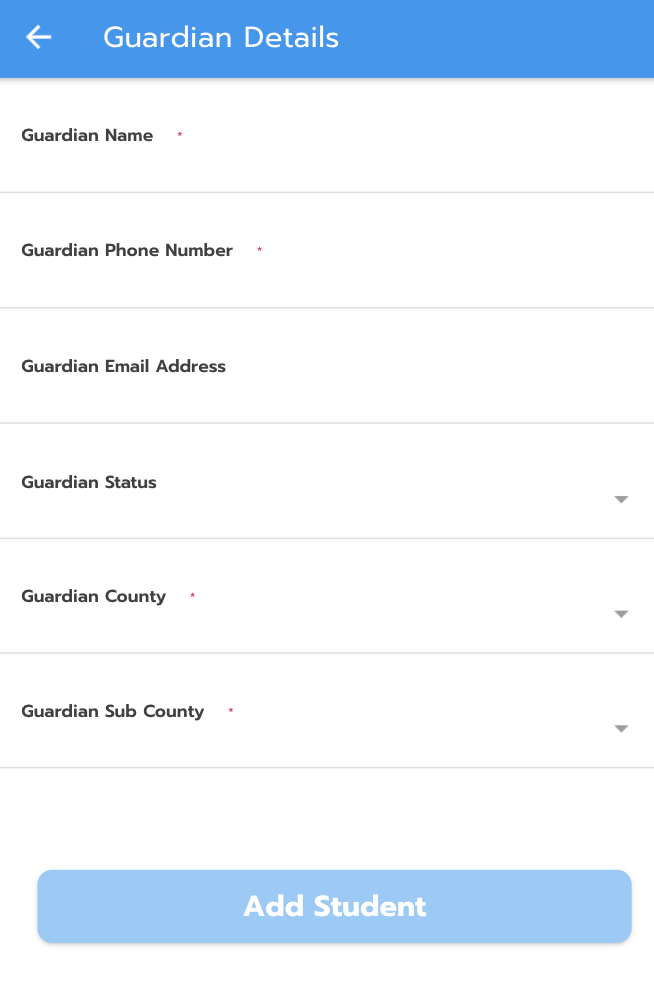 Guardian Details
Guardian Name *
Guardian Phone Number *
Guardian Email Address
Guardian Status
Guardian County *
Guardian Sub County *
Add Student